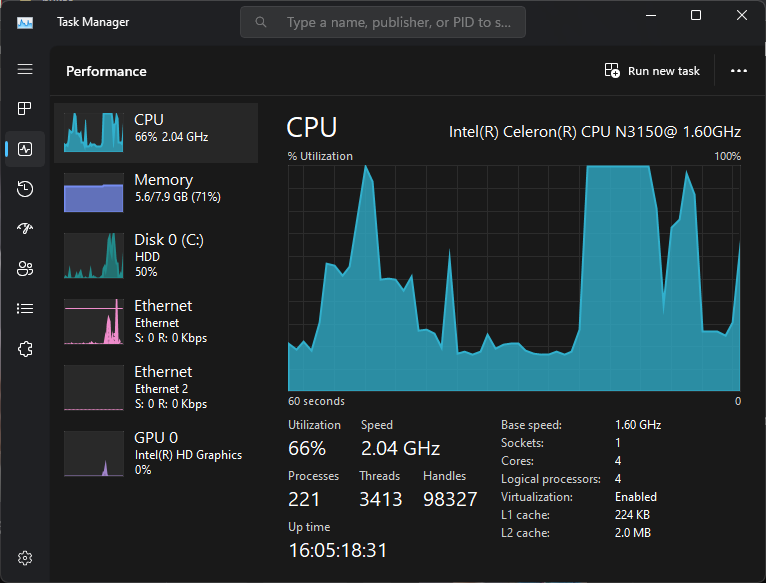 Task Manager
Type a name, publisher, or PID to s...
Performance
Run new task
CPU
66% 2.04 GHz
Memory
5.6/7.9 GB (71%)
Disk 0 (C:)
HDD
50%
Ethernet
Ethernet
S: 0 R: 0 Kbps
Ethernet
Ethernet 2
S: 0 R: 0 Kbps
GPU 0
Intel(R) HD Graphics
0%
CPU
Intel(R) Celeron(R) CPU N3150@ 1.60GHz
% Utilization
100%
60 seconds
0
Utilization
Speed
66%
2.04 GHz
Processes
Threads
Handles
221
3413
98327
Up time
16:05:18:31
Base speed: 1.60 GHz
Sockets: 1
Cores: 4
Logical processors: 4
Virtualization: Enabled
L1 cache: 224 KB
L2 cache: 2.0 MB